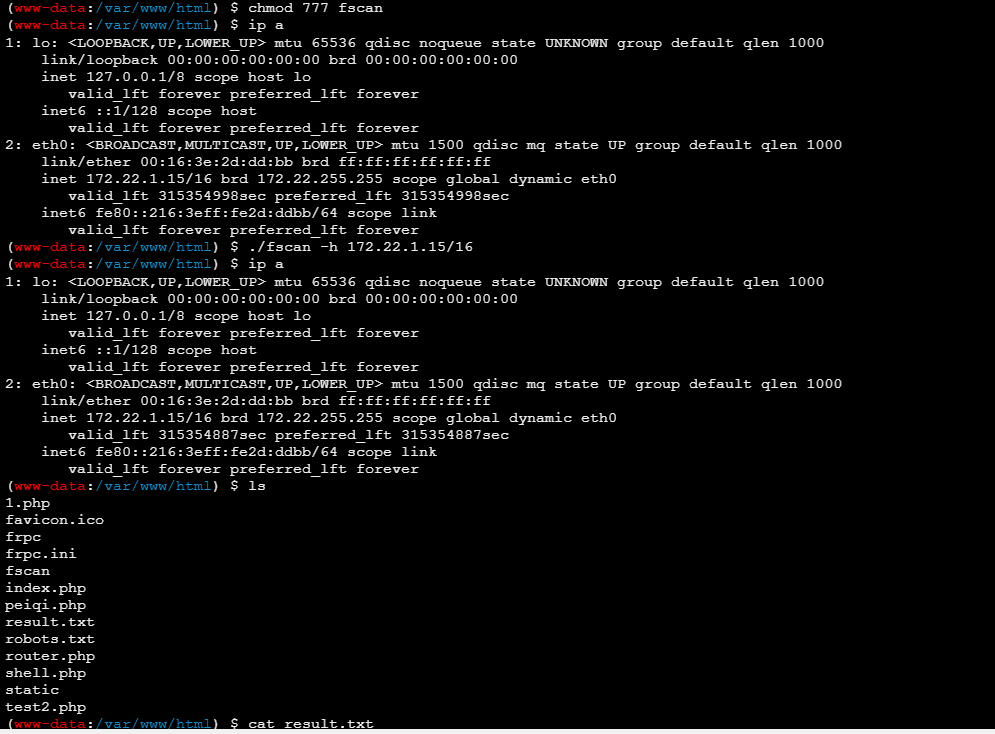 (www-data:/var/www/html) $ chmod 777 fscan
(www-data:/var/www/html) $ ip a
1: lo: <LOOPBACK,UP,LOWER_UP> mtu 65536 qdisc noqueue state UNKNOWN group default qlen 1000
    link/loopback 00:00:00:00:00:00 brd 00:00:00:00:00:00
    inet 127.0.0.1/8 scope host lo
       valid_lft forever preferred_lft forever
    inet6 ::1/128 scope host
       valid_lft forever preferred_lft forever
2: eth0: <BROADCAST,MULTICAST,UP,LOWER_UP> mtu 1500 qdisc mq state UP group default qlen 1000
    link/ether 00:16:3e:2d:dd:bb brd ff:ff:ff:ff:ff:ff
    inet 172.22.1.15/16 brd 172.22.255.255 scope global dynamic eth0
       valid_lft 315354998sec preferred_lft 315354998sec
    inet6 fe80::216:3eff:fe2d:ddbb/64 scope link
       valid_lft forever preferred_lft forever
(www-data:/var/www/html) $ ./fscan -h 172.22.1.15/16
(www-data:/var/www/html) $ ip a
1: lo: <LOOPBACK,UP,LOWER_UP> mtu 65536 qdisc noqueue state UNKNOWN group default qlen 1000
    link/loopback 00:00:00:00:00:00 brd 00:00:00:00:00:00
    inet 127.0.0.1/8 scope host lo
       valid_lft forever preferred_lft forever
    inet6 ::1/128 scope host
       valid_lft forever preferred_lft forever
2: eth0: <BROADCAST,MULTICAST,UP,LOWER_UP> mtu 1500 qdisc mq state UP group default qlen 1000
    link/ether 00:16:3e:2d:dd:bb brd ff:ff:ff:ff:ff:ff
    inet 172.22.1.15/16 brd 172.22.255.255 scope global dynamic eth0
       valid_lft 315354887sec preferred_lft 315354887sec
    inet6 fe80::216:3eff:fe2d:ddbb/64 scope link
       valid_lft forever preferred_lft forever
(www-data:/var/www/html) $ ls
1.php
favicon.ico
frpc
frpc.ini
fscan
index.php
peiqi.php
result.txt
robots.txt
router.php
shell.php
static
test2.php
(www-data:/var/www/html) $ cat result.txt